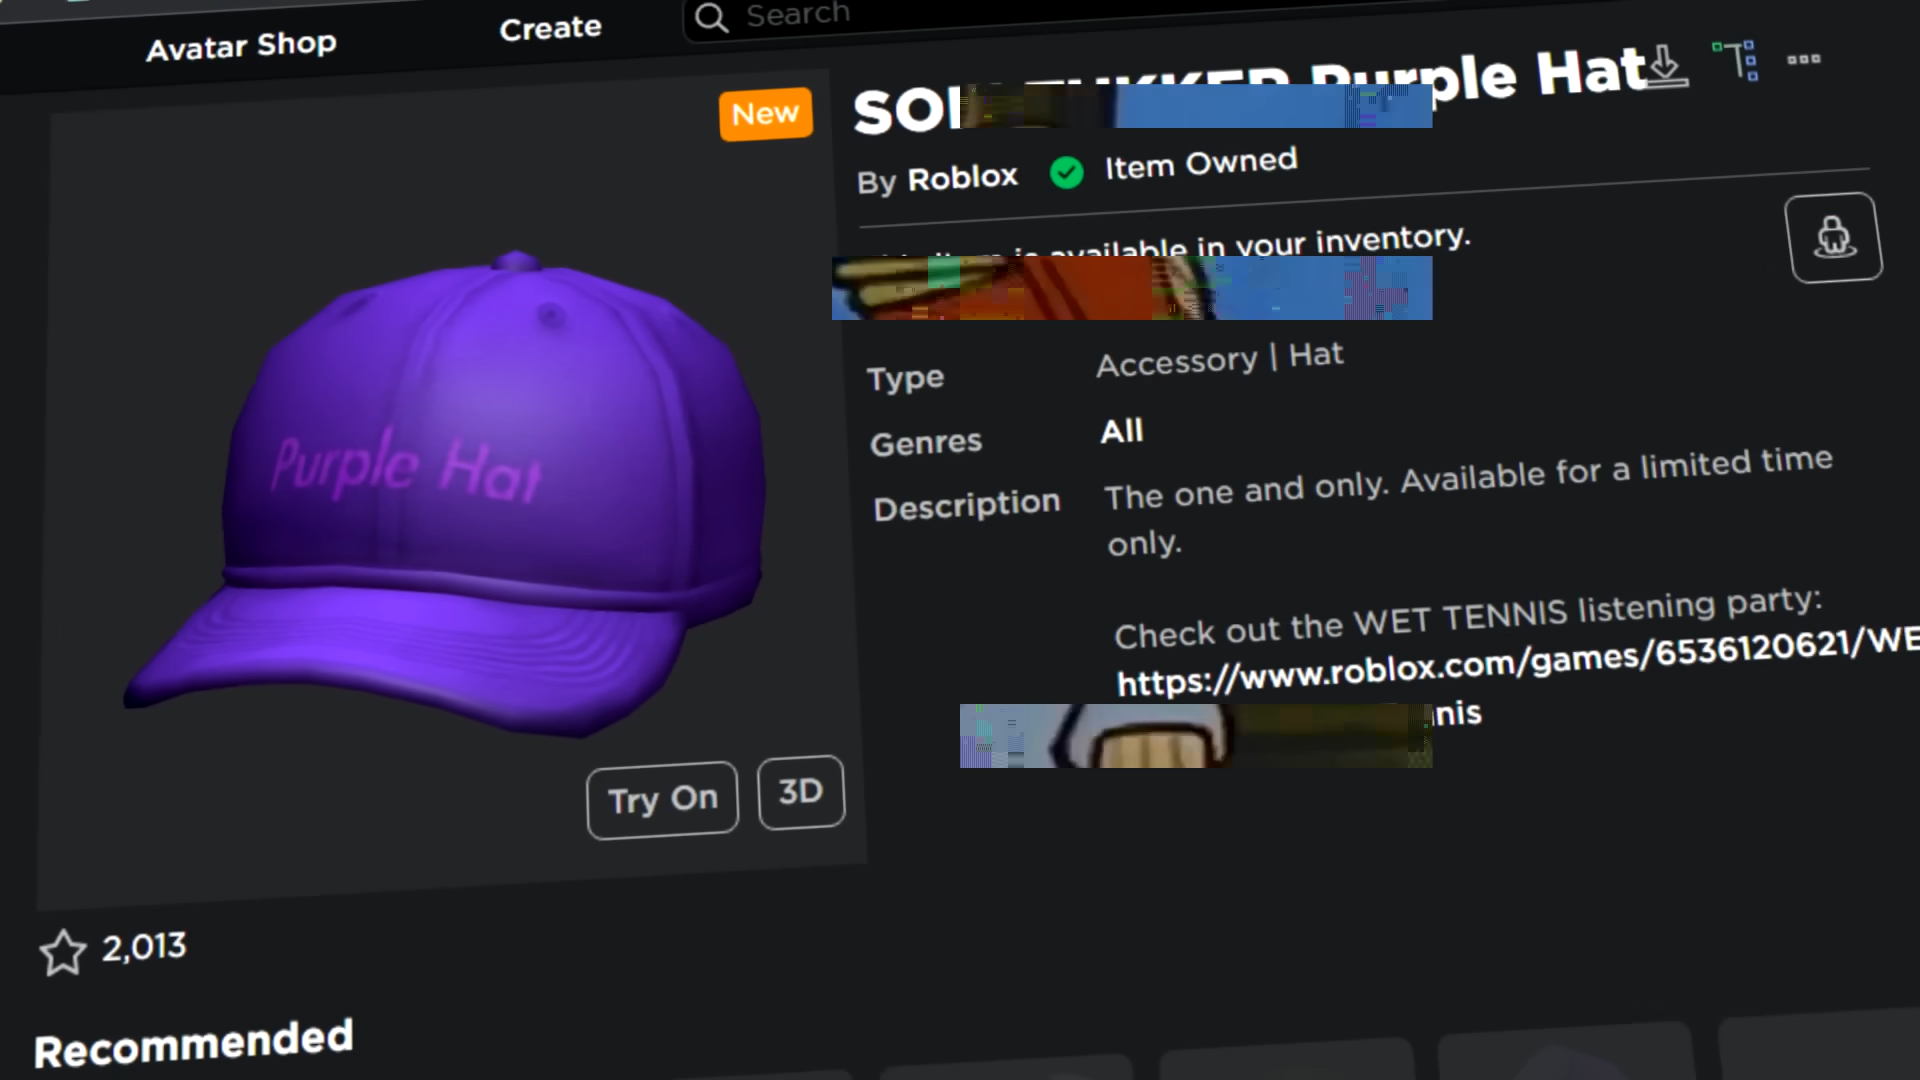 Avatar Shop
Create
Search
New
Purple Hat
By Roblox
Item Owned
is available in your inventory.
Type
Accessory | Hat
Genres
All
Description
The one and only. Available for a limited time
only.
Check out the WET TENNIS listening party:
https://www.roblox.com/games/6536120621/WE
nis
Purple Hat
Try On
3D
2,013
Recommended